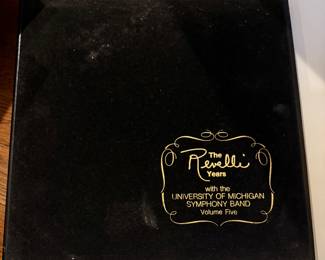 The
Revelli
Years
with the
UNIVERSITY OF MICHIGAN
SYMPHONY BAND
Volume Five